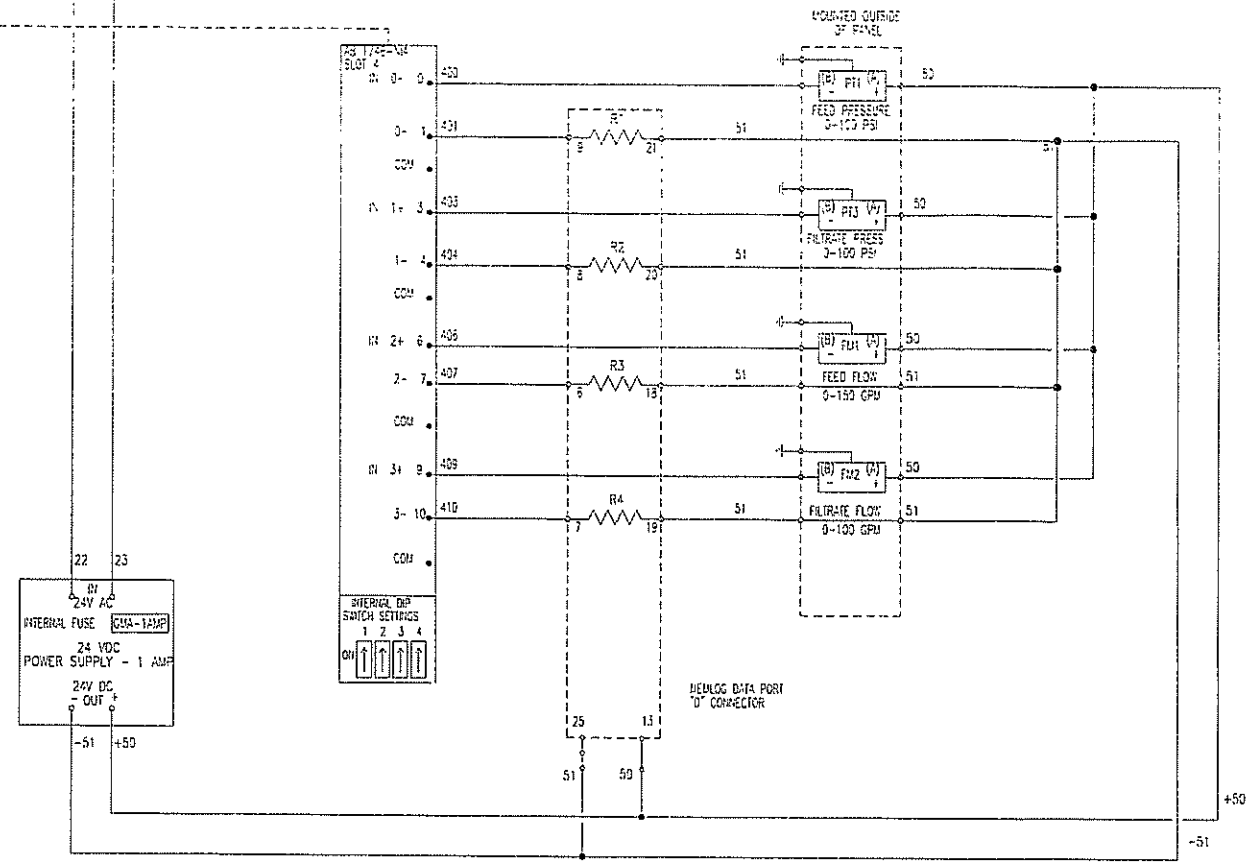 MOUNTED OUTSIDE
OF PANEL
SLOT 4
IN 0- 0 400
(B) PT1 (A)
- +
50
FEED PRESSURE
0-100 PSI
0- 1 401
R1
9 21
51
51
COM
IN 1+ 3 403
(B) PT3 (A)
- +
50
FILTRATE PRESS
0-100 PSI
1- 4 404
R2
8 20
51
COM
IN 2+ 6 406
(B) FM1 (A)
- +
50
2- 7 407
R3
6 18
51
FEED FLOW
0-150 GPM
51
COM
IN 3+ 9 409
(B) FM2 (A)
- +
50
3- 10 410
R4
7 19
51
FILTRATE FLOW
0-100 GPM
51
COM
22 23
IN
24V AC
INTERNAL FUSE GMA-1AMP
24 VDC
POWER SUPPLY - 1 AMP
24V DC
- OUT +
-51 +50
INTERNAL DIP
SWITCH SETTINGS
1 2 3 4
ON
DATA PORT
"D" CONNECTOR
25 13
51 50
+50
-51